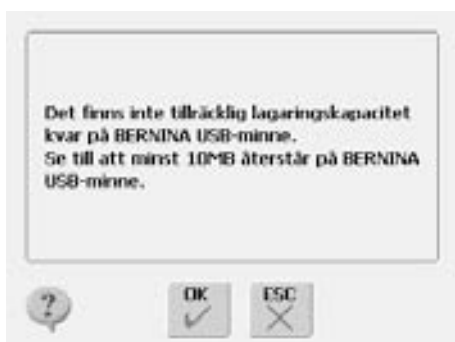 Det finns inte tillräcklig lagaringskapacitet
kvar på BERNINA USB-minne.
Se till att minst 10MB återstår på BERNINA
USB-minne.
?
OK
ESC